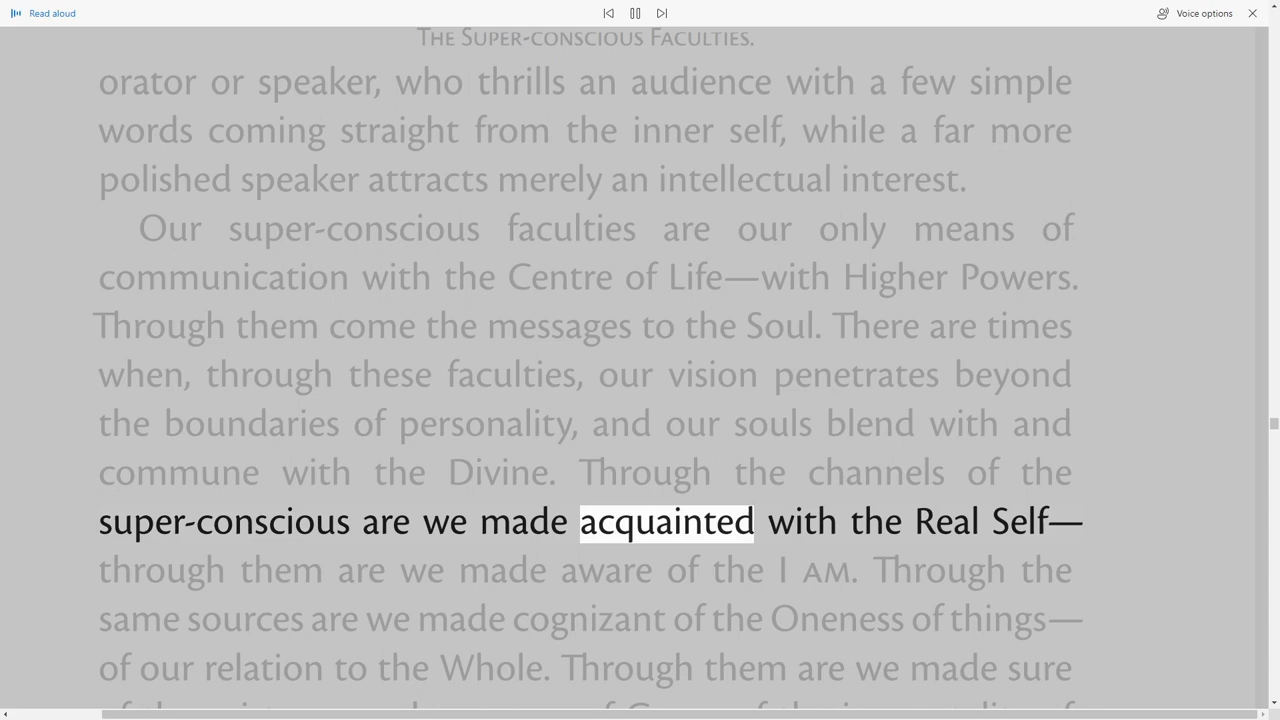 Read aloud
Voice options
The Super-conscious Faculties.
orator or speaker, who thrills an audience with a few simple
words coming straight from the inner self, while a far more
polished speaker attracts merely an intellectual interest.
Our super-conscious faculties are our only means of
communication with the Centre of Life—with Higher Powers.
Through them come the messages to the Soul. There are times
when, through these faculties, our vision penetrates beyond
the boundaries of personality, and our souls blend with and
commune with the Divine. Through the channels of the
super-conscious are we made acquainted with the Real Self—
through them are we made aware of the I AM. Through the
same sources are we made cognizant of the Oneness of things—
of our relation to the Whole. Through them are we made sure